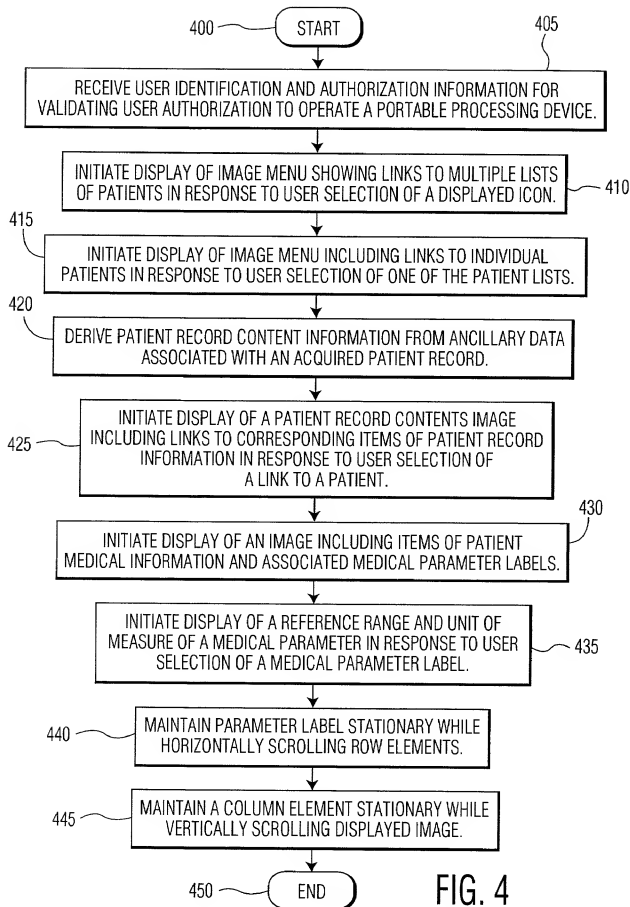 400
START
405
RECEIVE USER IDENTIFICATION AND AUTHORIZATION INFORMATION FOR
VALIDATING USER AUTHORIZATION TO OPERATE A PORTABLE PROCESSING DEVICE.
INITIATE DISPLAY OF IMAGE MENU SHOWING LINKS TO MULTIPLE LISTS
OF PATIENTS IN RESPONSE TO USER SELECTION OF A DISPLAYED ICON.
410
415
INITIATE DISPLAY OF IMAGE MENU INCLUDING LINKS TO INDIVIDUAL
PATIENTS IN RESPONSE TO USER SELECTION OF ONE OF THE PATIENT LISTS.
420
DERIVE PATIENT RECORD CONTENT INFORMATION FROM ANCILLARY DATA
ASSOCIATED WITH AN ACQUIRED PATIENT RECORD.
425
INITIATE DISPLAY OF A PATIENT RECORD CONTENTS IMAGE
INCLUDING LINKS TO CORRESPONDING ITEMS OF PATIENT RECORD
INFORMATION IN RESPONSE TO USER SELECTION OF
A LINK TO A PATIENT.
430
INITIATE DISPLAY OF AN IMAGE INCLUDING ITEMS OF PATIENT
MEDICAL INFORMATION AND ASSOCIATED MEDICAL PARAMETER LABELS.
INITIATE DISPLAY OF A REFERENCE RANGE AND UNIT OF
MEASURE OF A MEDICAL PARAMETER IN RESPONSE TO USER
SELECTION OF A MEDICAL PARAMETER LABEL.
435
440
MAINTAIN PARAMETER LABEL STATIONARY WHILE
HORIZONTALLY SCROLLING ROW ELEMENTS.
445
MAINTAIN A COLUMN ELEMENT STATIONARY WHILE
VERTICALLY SCROLLING DISPLAYED IMAGE.
450
END
FIG. 4